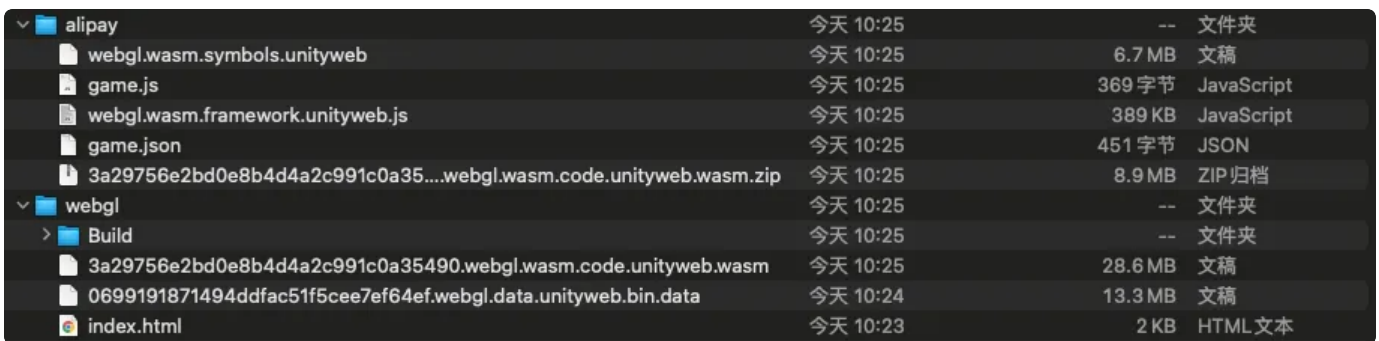 alipay 今天 10:25 -- 文件夹
webgl.wasm.symbols.unityweb 今天 10:25 6.7 MB 文稿
game.js 今天 10:25 369 字节 JavaScript
webgl.wasm.framework.unityweb.js 今天 10:25 389 KB JavaScript
game.json 今天 10:25 451 字节 JSON
3a29756e2bd0e8b4d4a2c991c0a35....webgl.wasm.code.unityweb.wasm.zip 今天 10:25 8.9 MB ZIP归档
webgl 今天 10:25 -- 文件夹
Build 今天 10:25 -- 文件夹
3a29756e2bd0e8b4d4a2c991c0a35490.webgl.wasm.code.unityweb.wasm 今天 10:25 28.6 MB 文稿
0699191871494ddfac51f5cee7ef64ef.webgl.data.unityweb.bin.data 今天 10:24 13.3 MB 文稿
index.html 今天 10:23 2 KB HTML文本